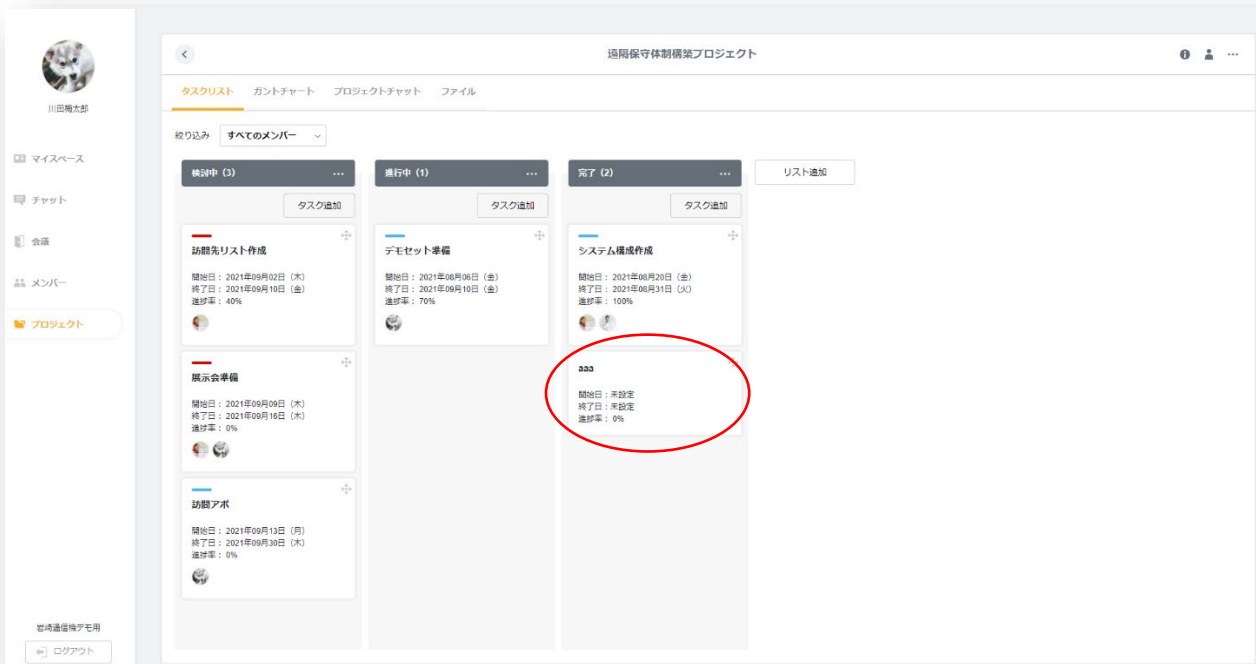 川田梅太郎
マイスペース
チャット
会議
メンバー
プロジェクト
岩崎通信機デモ用
ログアウト
遠隔保守体制構築プロジェクト
タスクリスト ガントチャート プロジェクトチャット ファイル
絞り込み すべてのメンバー
検討中 (3)
タスク追加
訪問先リスト作成
開始日 : 2021年09月02日 (木)
終了日 : 2021年09月10日 (金)
進捗率 : 40%
展示会準備
開始日 : 2021年09月09日 (木)
終了日 : 2021年09月16日 (木)
進捗率 : 0%
訪問アポ
開始日 : 2021年09月13日 (月)
終了日 : 2021年09月30日 (木)
進捗率 : 0%
進行中 (1)
タスク追加
デモセット準備
開始日 : 2021年08月06日 (金)
終了日 : 2021年09月10日 (金)
進捗率 : 70%
完了 (2)
タスク追加
システム構成作成
開始日 : 2021年08月20日 (金)
終了日 : 2021年08月31日 (火)
進捗率 : 100%
aaa
開始日 : 未設定
終了日 : 未設定
進捗率 : 0%
リスト追加